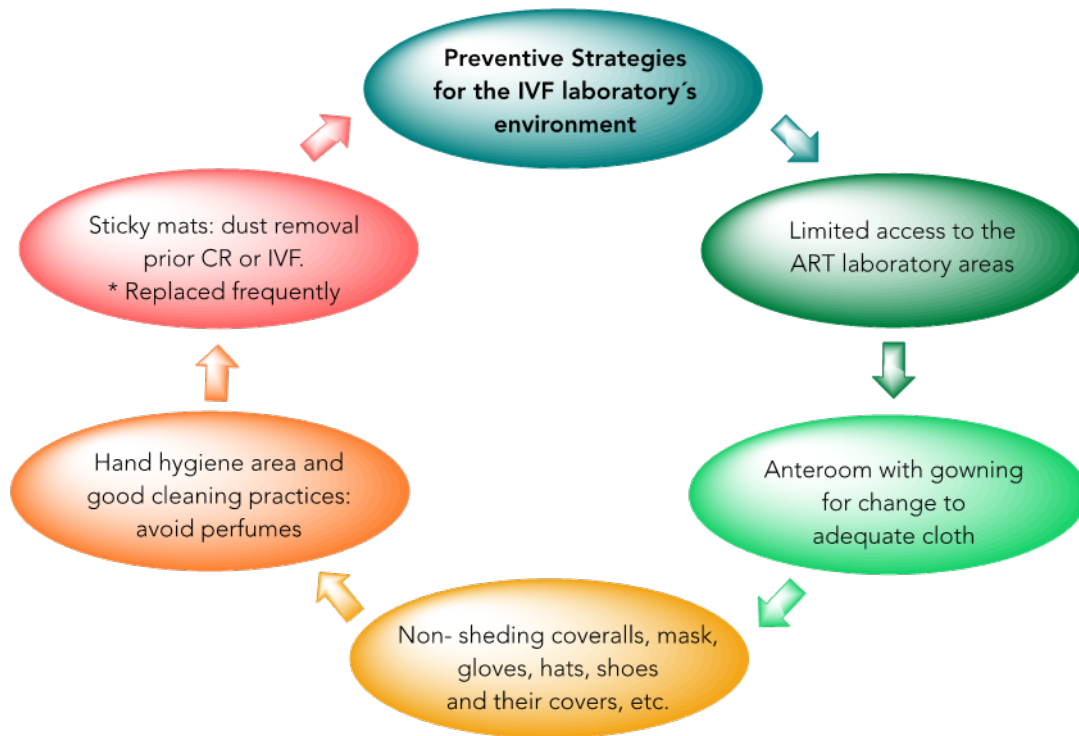 Preventive Strategies
for the IVF laboratory´s
environment
Limited access to the
ART laboratory areas
Anteroom with gowning
for change to
adequate cloth
Non- sheding coveralls, mask,
gloves, hats, shoes
and their covers, etc.
Hand hygiene area and
good cleaning practices:
avoid perfumes
Sticky mats: dust removal
prior CR or IVF.
* Replaced frequently